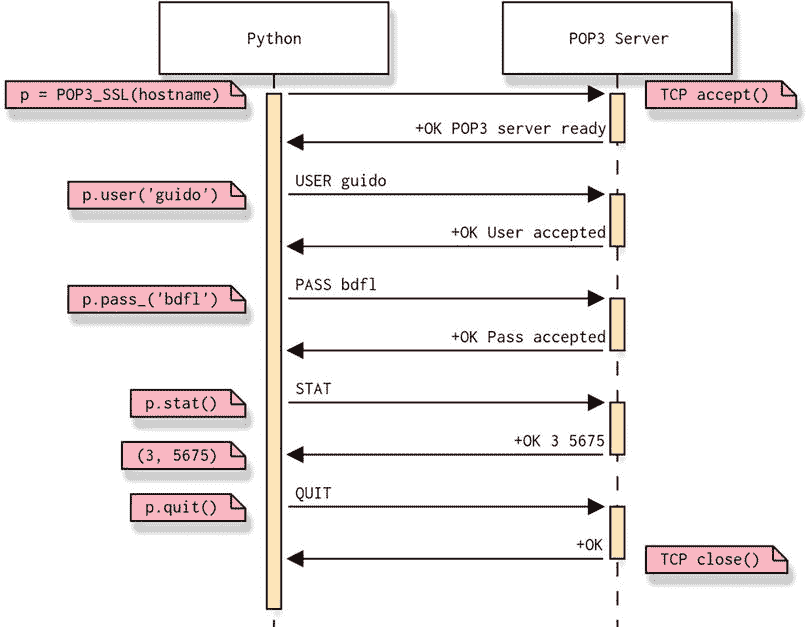 Python
POP3 Server
p = POP3_SSL(hostname)
TCP accept()
+OK POP3 server ready
p.user('guido')
USER guido
+OK User accepted
p.pass_('bdfl')
PASS bdfl
+OK Pass accepted
p.stat()
STAT
(3, 5675)
+OK 3 5675
p.quit()
QUIT
+OK
TCP close()